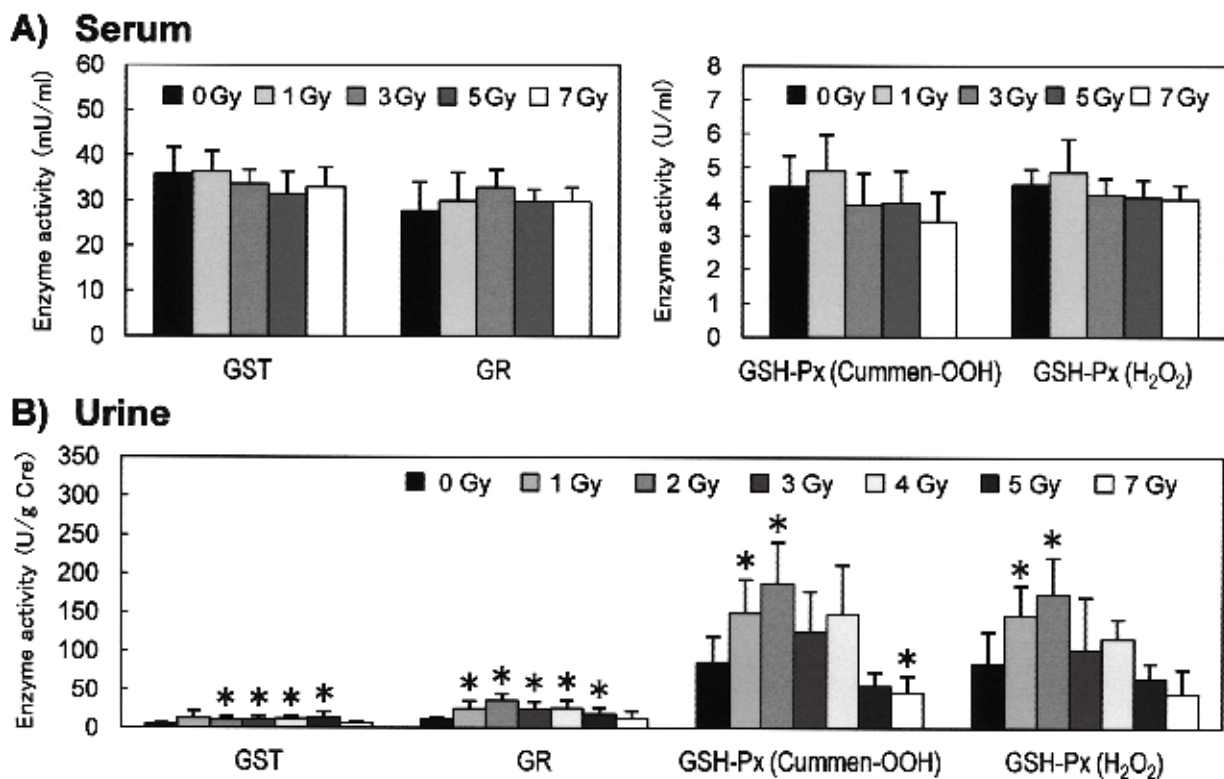 A) Serum
Enzyme activity (mU/ml)
60
50
40
30
20
10
0
0 Gy 1 Gy 3 Gy 5 Gy 7 Gy
GST GR
Enzyme activity (U/ml)
8
7
6
5
4
3
2
1
0
0 Gy 1 Gy 3 Gy 5 Gy 7 Gy
GSH-Px (Cummen-OOH) GSH-Px (H₂O₂)
B) Urine
Enzyme activity (U/g Cre)
350
300
250
200
150
100
50
0
0 Gy 1 Gy 2 Gy 3 Gy 4 Gy 5 Gy 7 Gy
* * * * * * * * * * * * * *
GST GR GSH-Px (Cummen-OOH) GSH-Px (H₂O₂)